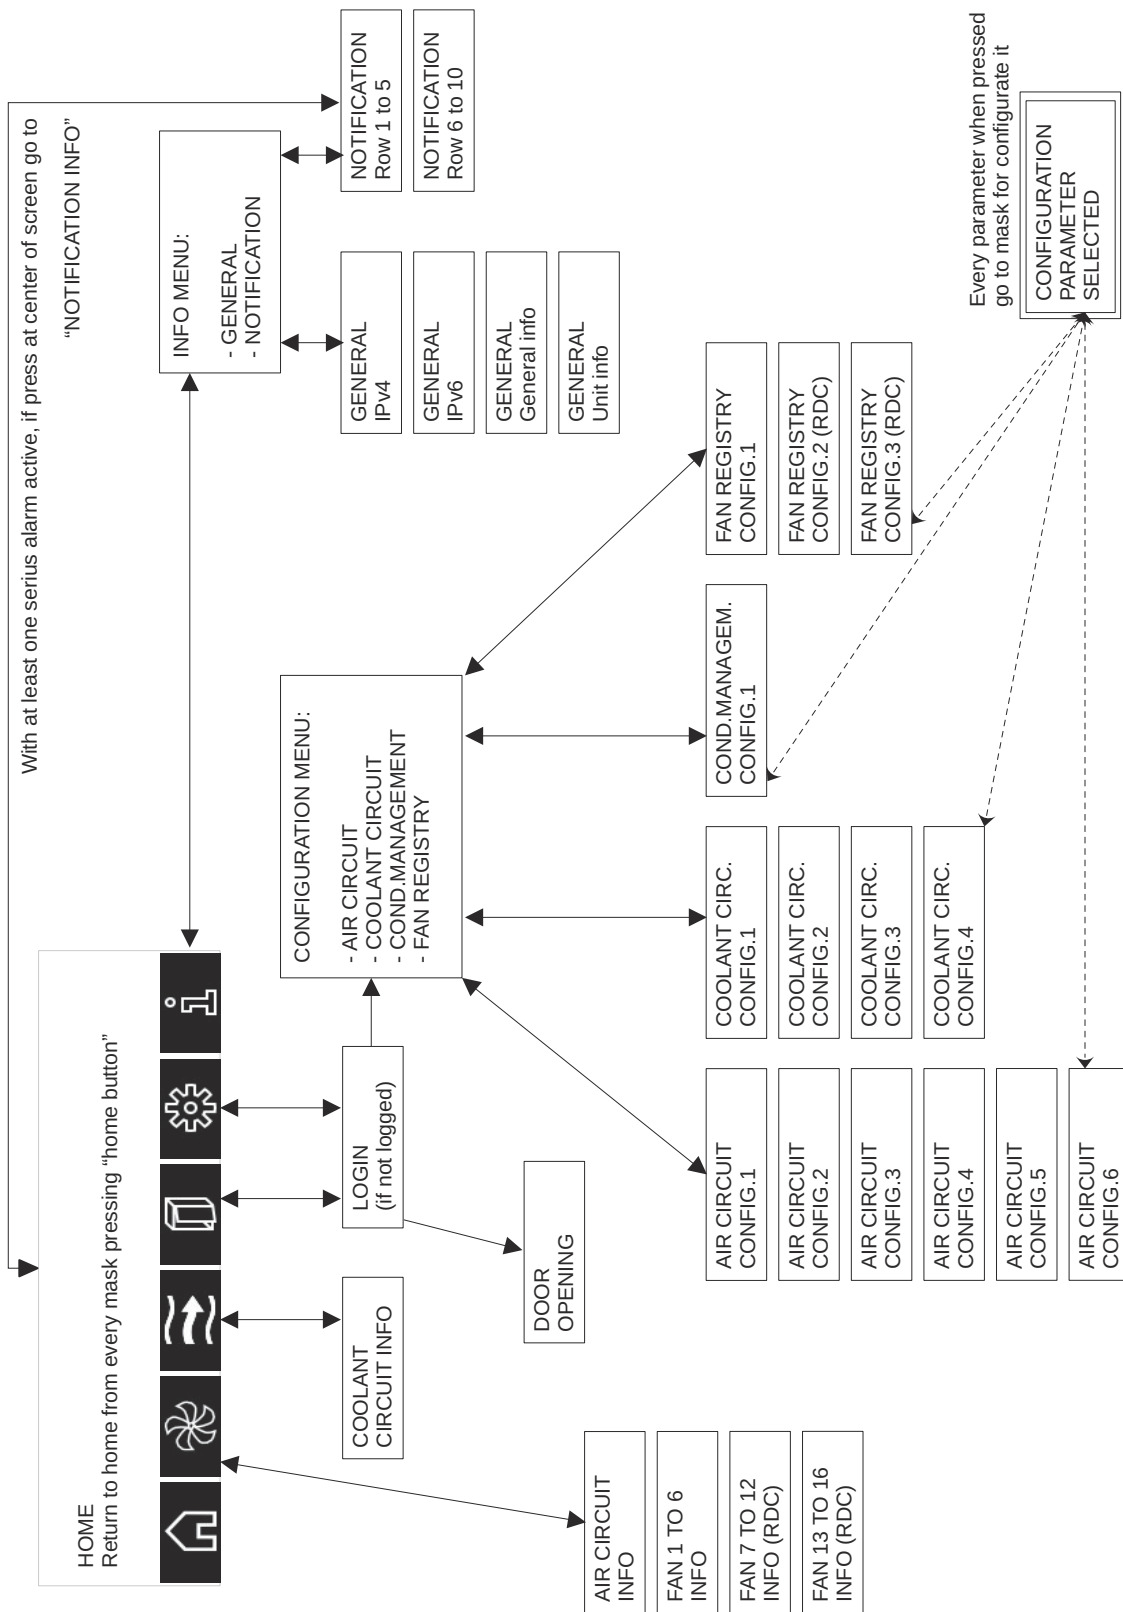 With at least one serius alarm active, if press at center of screen go to
“NOTIFICATION INFO”
HOME
Return to home from every mask pressing “home button”
INFO MENU:
- GENERAL
- NOTIFICATION
AIR CIRCUIT
INFO
FAN 1 TO 6
INFO
FAN 7 TO 12
INFO (RDC)
FAN 13 TO 16
INFO (RDC)
COOLANT
CIRCUIT INFO
LOGIN
(if not logged)
DOOR
OPENING
CONFIGURATION MENU:
- AIR CIRCUIT
- COOLANT CIRCUIT
- COND.MANAGEMENT
- FAN REGISTRY
GENERAL
IPv4
GENERAL
IPv6
GENERAL
General info
GENERAL
Unit info
NOTIFICATION
Row 1 to 5
NOTIFICATION
Row 6 to 10
AIR CIRCUIT
CONFIG.1
AIR CIRCUIT
CONFIG.2
AIR CIRCUIT
CONFIG.3
AIR CIRCUIT
CONFIG.4
AIR CIRCUIT
CONFIG.5
AIR CIRCUIT
CONFIG.6
COOLANT CIRC.
CONFIG.1
COOLANT CIRC.
CONFIG.2
COOLANT CIRC.
CONFIG.3
COOLANT CIRC.
CONFIG.4
COND.MANAGEM.
CONFIG.1
FAN REGISTRY
CONFIG.1
FAN REGISTRY
CONFIG.2 (RDC)
FAN REGISTRY
CONFIG.3 (RDC)
Every parameter when pressed
go to mask for configurate it
CONFIGURATION
PARAMETER
SELECTED